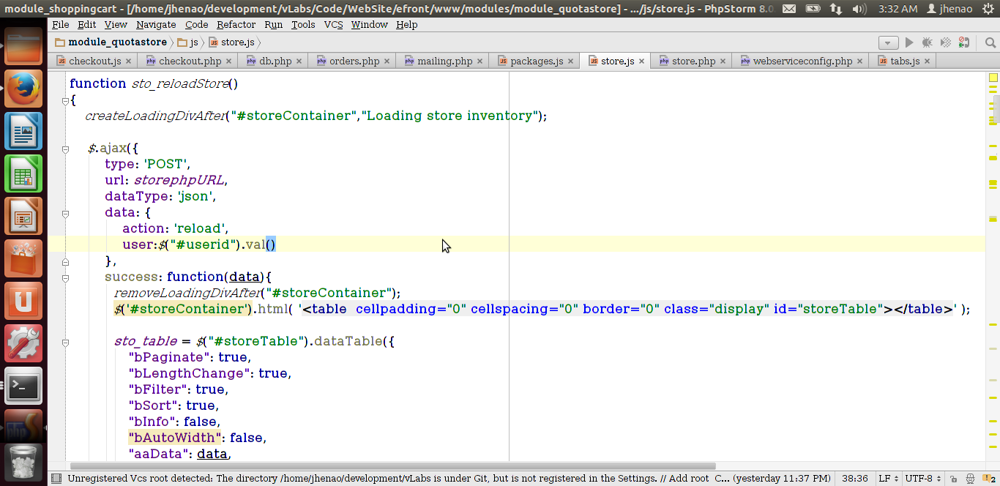 module_shoppingcart - [/home/jhenao/development/vLabs/Code/WebSite/efront/www/modules/module_quotastore] - .../js/store.js - PhpStorm 8.0
3:32 AM jhenao
File Edit View Navigate Code Refactor Run Tools VCS Window Help
module_quotastore js store.js
checkout.js checkout.php db.php orders.php mailing.php packages.js store.js store.php webserviceconfig.php tabs.js
function sto_reloadStore()
{
createLoadingDivAfter("#storeContainer","Loading store inventory");
$.ajax({
type: 'POST',
url: storephpURL,
dataType: 'json',
data: {
action: 'reload',
user:$("#userid").val()
},
success: function(data){
removeLoadingDivAfter("#storeContainer");
$('#storeContainer').html( '<table cellpadding="0" cellspacing="0" border="0" class="display" id="storeTable"></table>' );
sto_table = $("#storeTable").dataTable({
"bPaginate": true,
"bLengthChange": true,
"bFilter": true,
"bSort": true,
"bInfo": false,
"bAutoWidth": false,
"aaData": data,
Unregistered Vcs root detected: The directory /home/jhenao/development/vLabs is under Git, but is not registered in the Settings. // Add root C... (yesterday 11:37 PM) 38:36 LF UTF-8 2